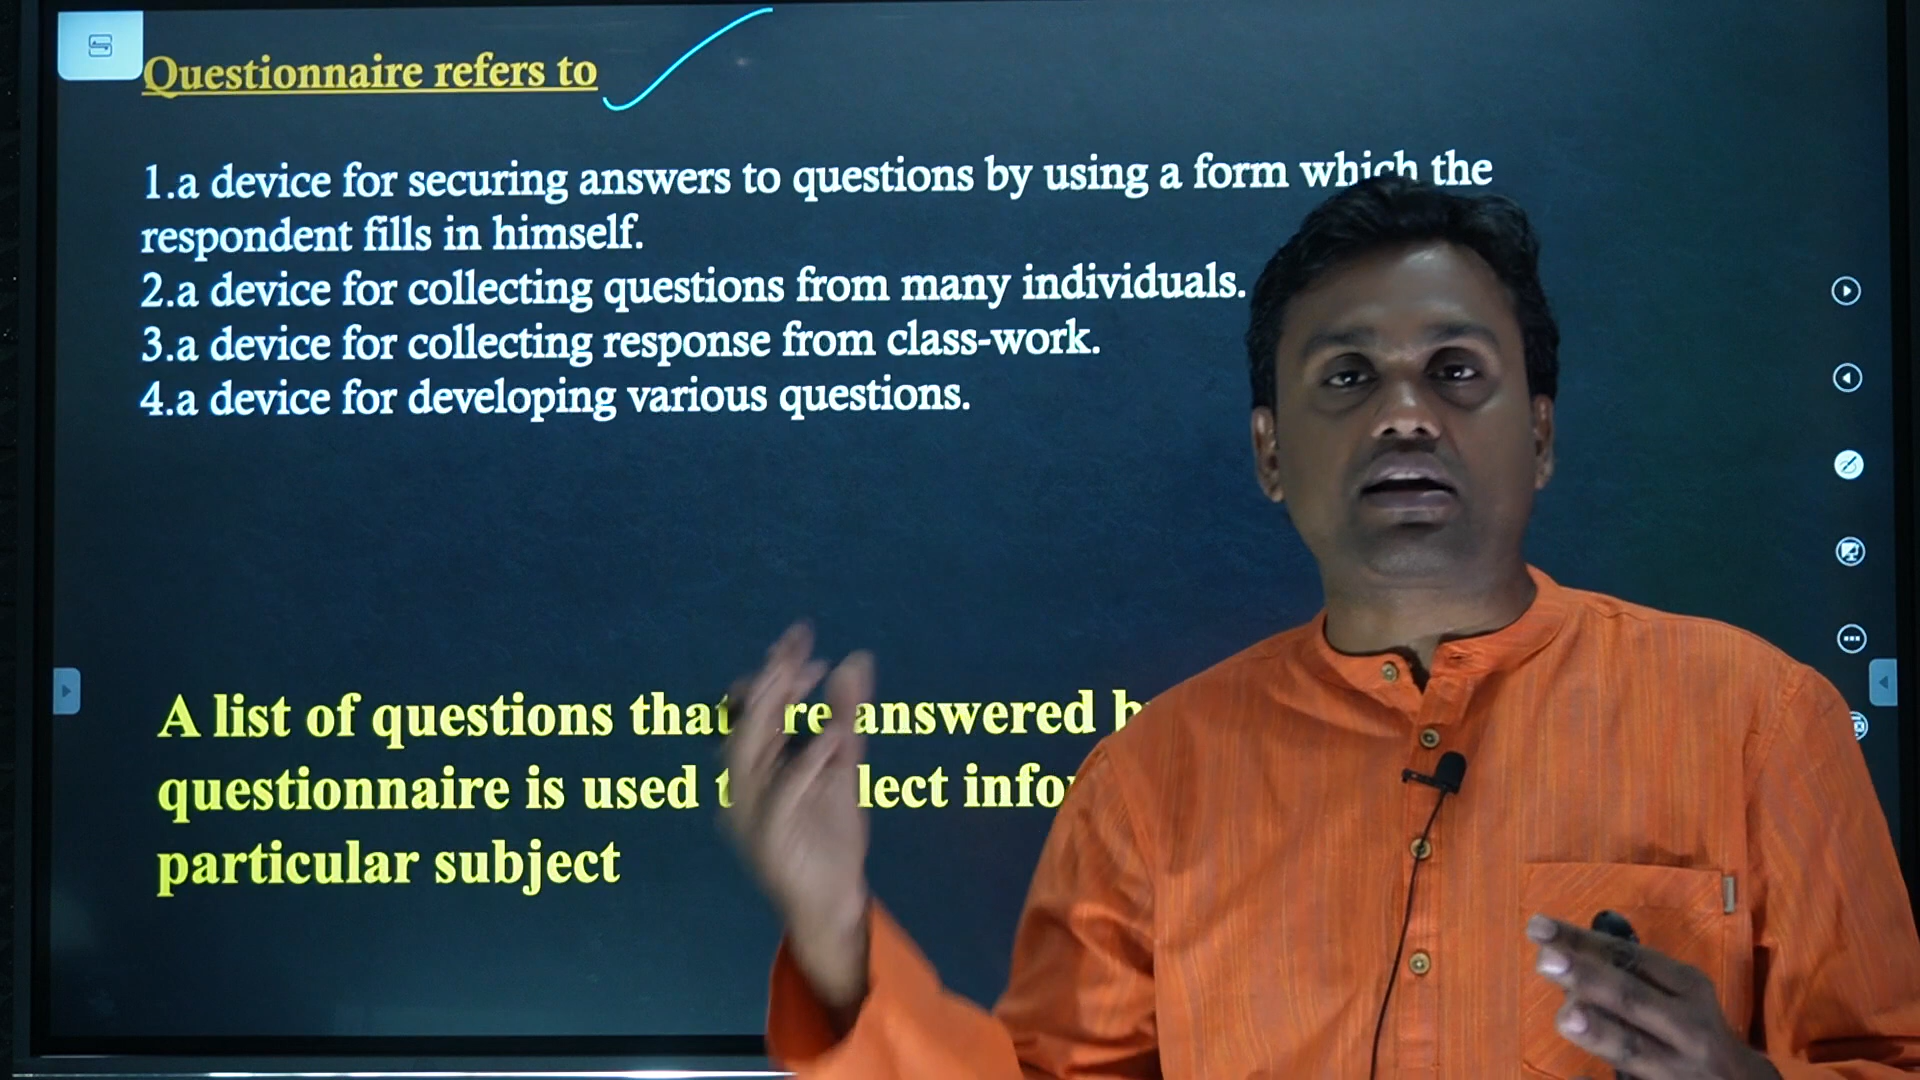 Questionnaire refers to
1.a device for securing answers to questions by using a form which the
respondent fills in himself.
2.a device for collecting questions from many individuals.
3.a device for collecting response from class-work.
4.a device for developing various questions.
A list of questions that answered
questionnaire is used
particular subject